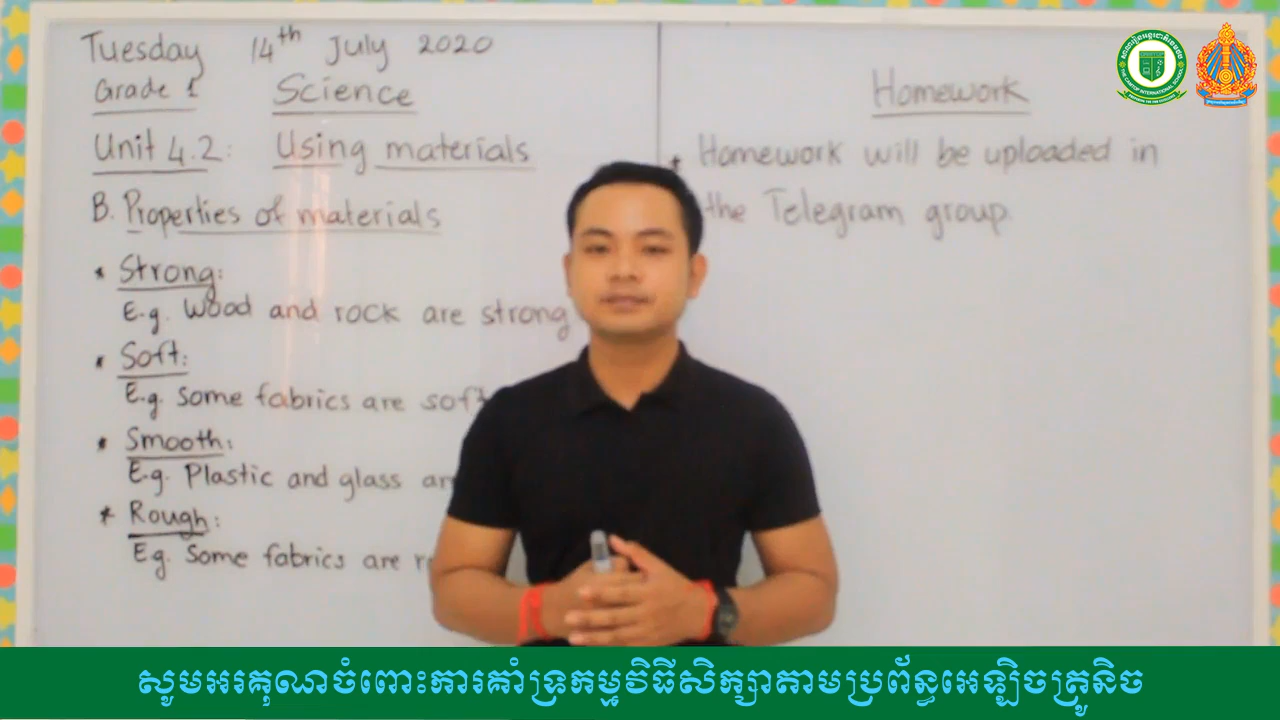 Tuesday 14th July 2020
Grade 1 Science
Unit 4.2: Using materials
B. Properties of materials
* Strong:
E.g. Wood and rock are strong
* Soft:
E.g. Some fabrics are soft
* Smooth:
E.g. Plastic and glass
* Rough:
Eg. Some fabrics are
Homework
* Homework will be uploaded in
the Telegram group.
សូមអរគុណចំពោះការគាំទ្រកម្មវិធីសិក្សាតាមប្រព័ន្ធអេឡិចត្រូនិច